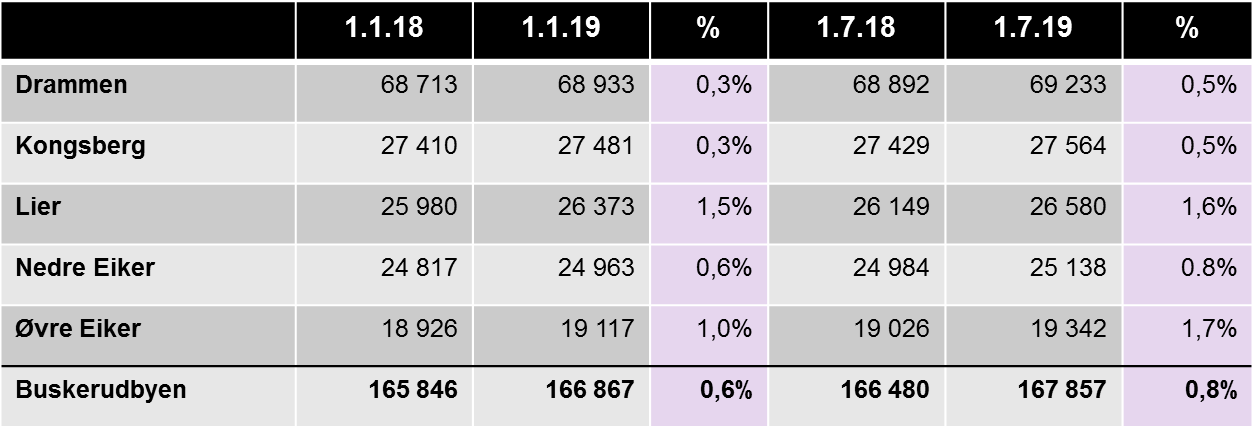 1.1.18 1.1.19 % 1.7.18 1.7.19 %
Drammen 68 713 68 933 0,3% 68 892 69 233 0,5%
Kongsberg 27 410 27 481 0,3% 27 429 27 564 0,5%
Lier 25 980 26 373 1,5% 26 149 26 580 1,6%
Nedre Eiker 24 817 24 963 0,6% 24 984 25 138 0.8%
Øvre Eiker 18 926 19 117 1,0% 19 026 19 342 1,7%
Buskerudbyen 165 846 166 867 0,6% 166 480 167 857 0,8%